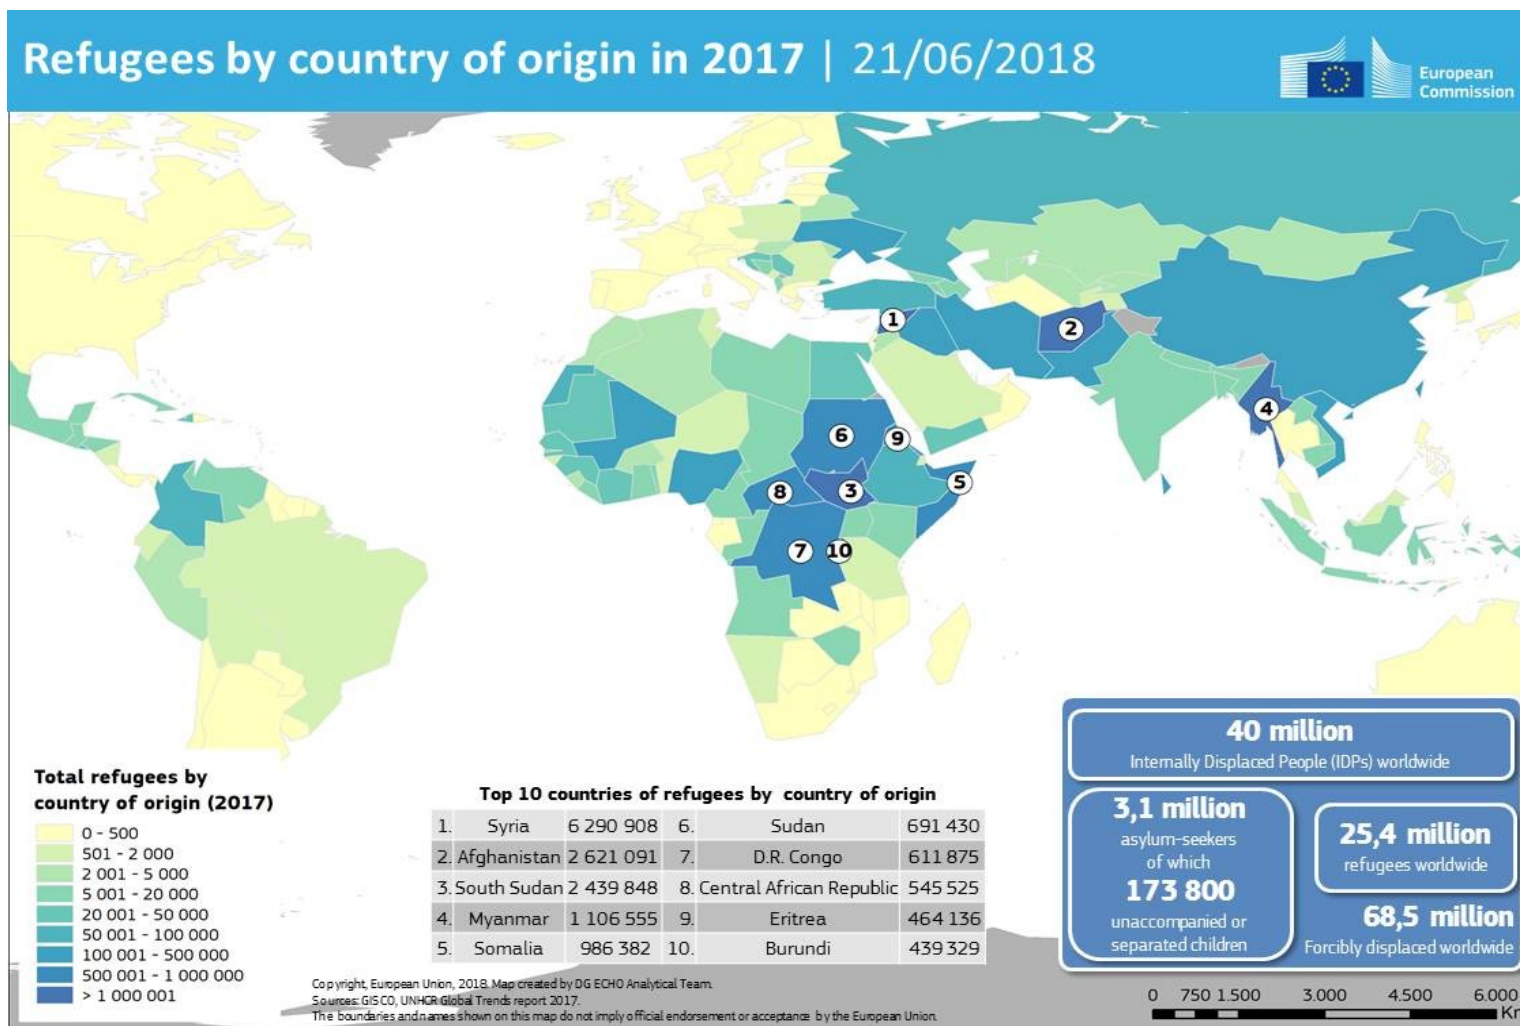 Refugees by country of origin in 2017 | 21/06/2018
European
Commission
1
2
3
4
5
6
7
8
9
10
Total refugees by
country of origin (2017)
0 - 500
501 - 2 000
2 001 - 5 000
5 001 - 20 000
20 001 - 50 000
50 001 - 100 000
100 001 - 500 000
500 001 - 1 000 000
> 1 000 001
Top 10 countries of refugees by country of origin
1. Syria 6 290 908 6. Sudan 691 430
2. Afghanistan 2 621 091 7. D.R. Congo 611 875
3. South Sudan 2 439 848 8. Central African Republic 545 525
4. Myanmar 1 106 555 9. Eritrea 464 136
5. Somalia 986 382 10. Burundi 439 329
Copyright, European Union, 2018. Map created by DG ECHO Analytical Team.
Sources: GISCO, UNHCR Global Trends report 2017.
The boundaries and names shown on this map do not imply official endorsement or acceptance by the European Union.
40 million
Internally Displaced People (IDPs) worldwide
3,1 million
asylum-seekers
of which
173 800
unaccompanied or
separated children
25,4 million
refugees worldwide
68,5 million
Forcibly displaced worldwide
0 750 1.500 3.000 4.500 6.000